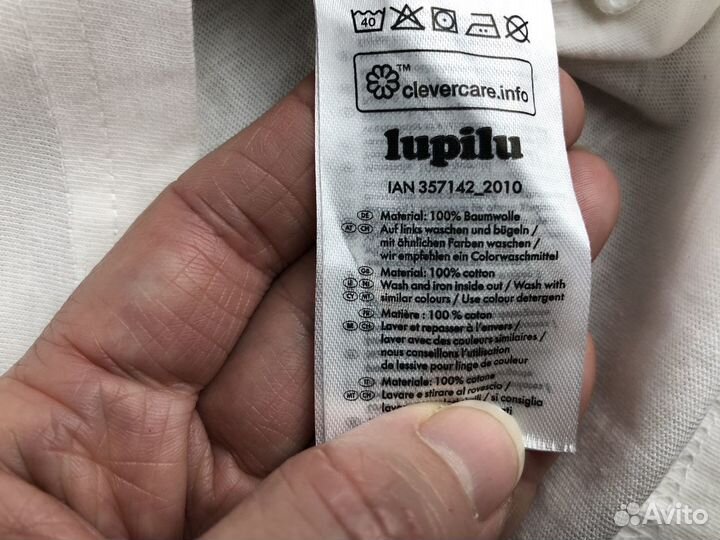 40
TM
clevercare.info
lupilu
IAN 357142_2010
DE Material: 100% Baumwolle
AT CH Auf links waschen und bügeln /
mit ähnlichen Farben waschen /
wir empfehlen ein Colorwaschmittel
GB Material: 100% cotton
IE Wash and iron inside out / Wash with
CY MT similar colours / Use colour detergent
FR Matière : 100 % coton
BE CH Laver et repasser à l'envers /
laver avec des couleurs similaires /
nous conseillons l'utilisation
de lessive pour linge de couleur
IT Materiale: 100% cotone
MT CH Lavare e stirare al rovescio /
si consiglia
Avito